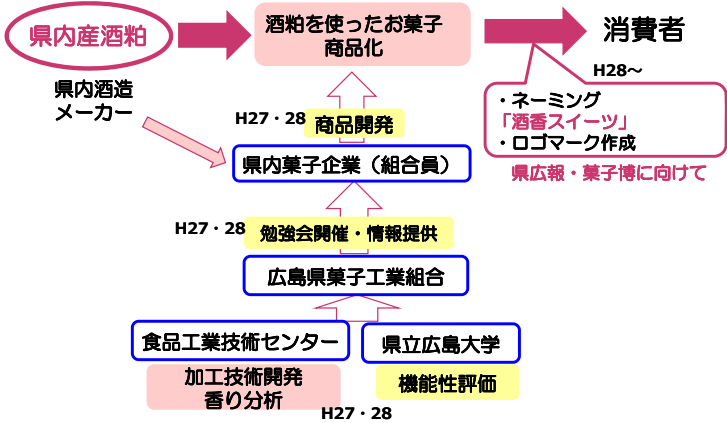 県内産酒粕
酒粕を使ったお菓子
商品化
消費者
県内酒造
メーカー
H28～
・ネーミング
「酒香スイーツ」
・ロゴマーク作成
県広報・菓子博に向けて
H27・28
商品開発
県内菓子企業（組合員）
H27・28
勉強会開催・情報提供
広島県菓子工業組合
食品工業技術センター
県立広島大学
加工技術開発
香り分析
機能性評価
H27・28